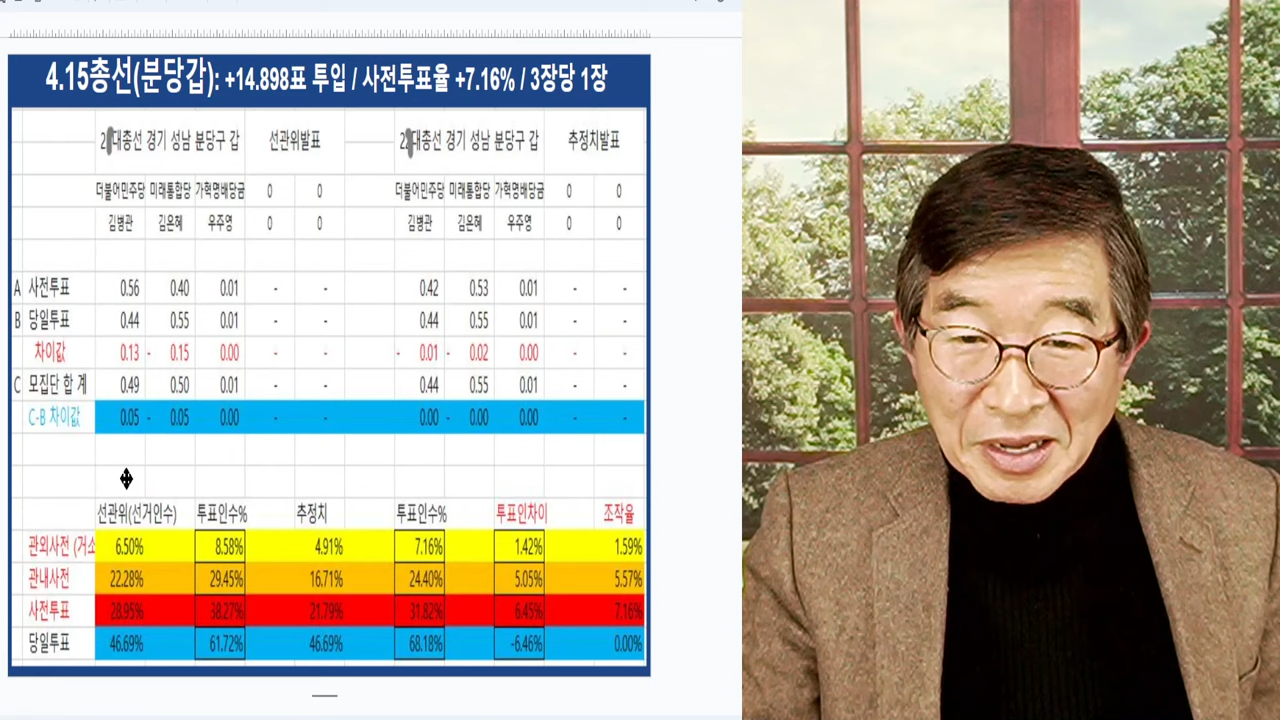 4.15총선(분당갑): +14.898표 투입 / 사전투표율 +7.16% / 3장당 1장
대총선 경기 성남 분당구 갑 선관위발표 대총선 경기 성남 분당구 갑 추정치발표
더불어민주당 미래통합당 가혁명배당금 0 0 더불어민주당 미래통합당 가혁명배당금 0 0
김병관 김은혜 우주영 0 0 김병관 김은혜 우주영 0 0
A 사전투표 0.56 0.40 0.01 - - 0.42 0.53 0.01 - -
B 당일투표 0.44 0.55 0.01 - - 0.44 0.55 0.01 - -
차이값 0.13 - 0.15 0.00 - - - 0.01 - 0.02 0.00 - -
C 모집단 합 계 0.49 0.50 0.01 - - 0.44 0.55 0.01 - -
C-B 차이값 0.05 - 0.05 0.00 - - 0.00 - 0.00 0.00 - -
선관위(선거인수) 투표인수% 추정치 투표인수% 투표인차이 조작율
관외사전 (거소 6.50% 8.58% 4.91% 7.16% 1.42% 1.59%
관내사전 22.28% 29.45% 16.71% 24.40% 5.05% 5.57%
사전투표 28.95% 38.27% 21.79% 31.82% 6.45% 7.16%
당일투표 46.69% 61.72% 46.69% 68.18% -6.46% 0.00%